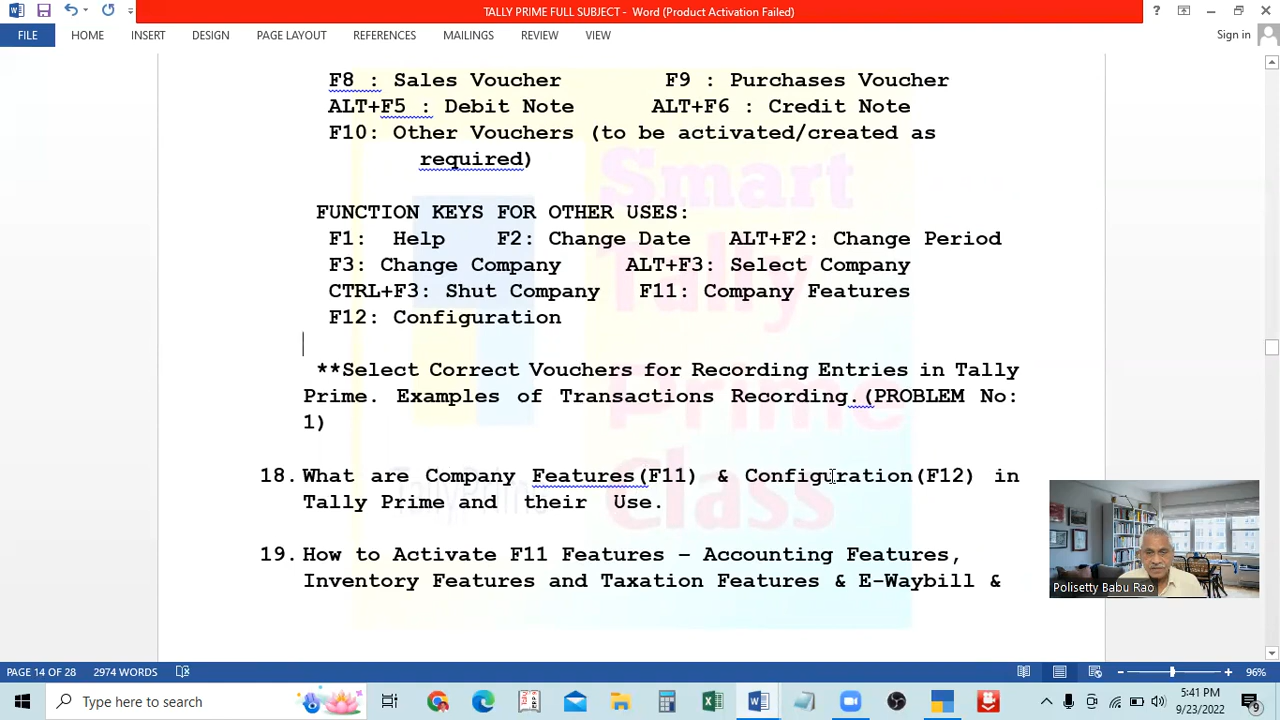 TALLY PRIME FULL SUBJECT - Word (Product Activation Failed)
FILE HOME INSERT DESIGN PAGE LAYOUT REFERENCES MAILINGS REVIEW VIEW Sign in
F8 : Sales Voucher F9 : Purchases Voucher
ALT+F5 : Debit Note ALT+F6 : Credit Note
F10: Other Vouchers (to be activated/created as
required)
FUNCTION KEYS FOR OTHER USES:
F1: Help F2: Change Date ALT+F2: Change Period
F3: Change Company ALT+F3: Select Company
CTRL+F3: Shut Company F11: Company Features
F12: Configuration
**Select Correct Vouchers for Recording Entries in Tally
Prime. Examples of Transactions Recording.(PROBLEM No:
1)
18. What are Company Features(F11) & Configuration(F12) in
Tally Prime and their Use.
19. How to Activate F11 Features – Accounting Features,
Inventory Features and Taxation Features & E-Waybill &
Smart
Tally
Prime
Class
TallyPrime
Polisetty Babu Rao
PAGE 14 OF 28 2974 WORDS 96%
Type here to search
5:41 PM
9/23/2022
9